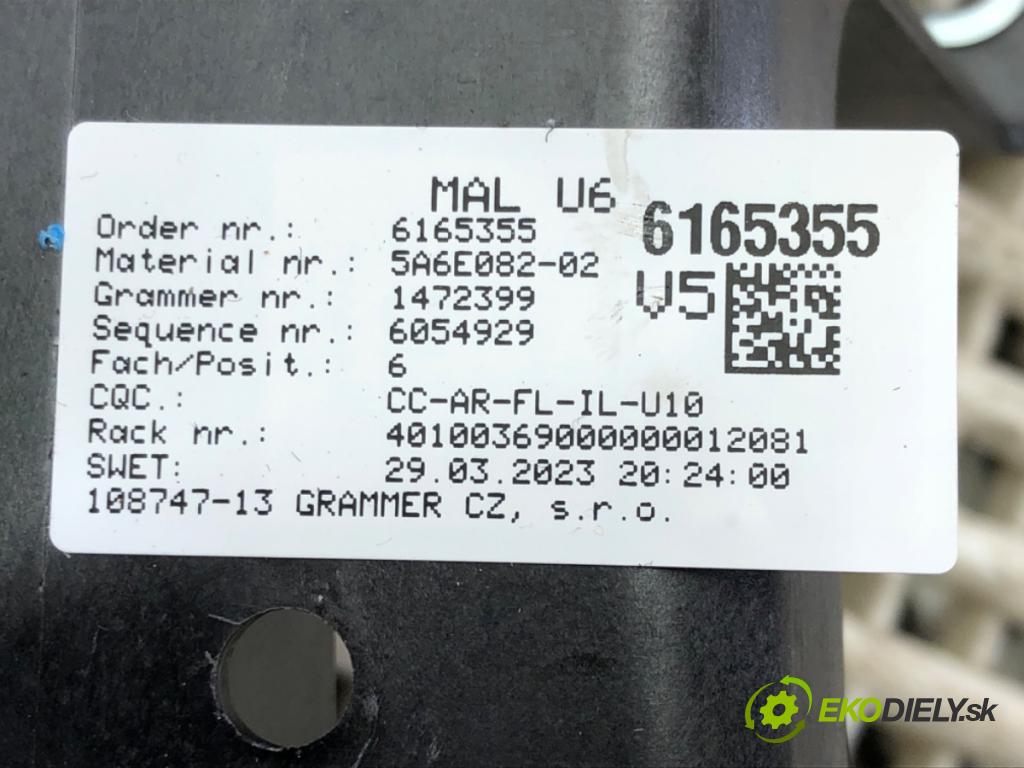 MAL U6
Order nr.: 6165355 6165355
Material nr.: 5A6E082-02
Grammer nr.: 1472399 V5
Sequence nr.: 6054929
Fach/Posit.: 6
CQC.: CC-AR-FL-IL-U10
Rack nr.: 40100369000000012081
SWET: 29.03.2023 20:24:00
108747-13 GRAMMER CZ, s.r.o.
EKODIELY.sk